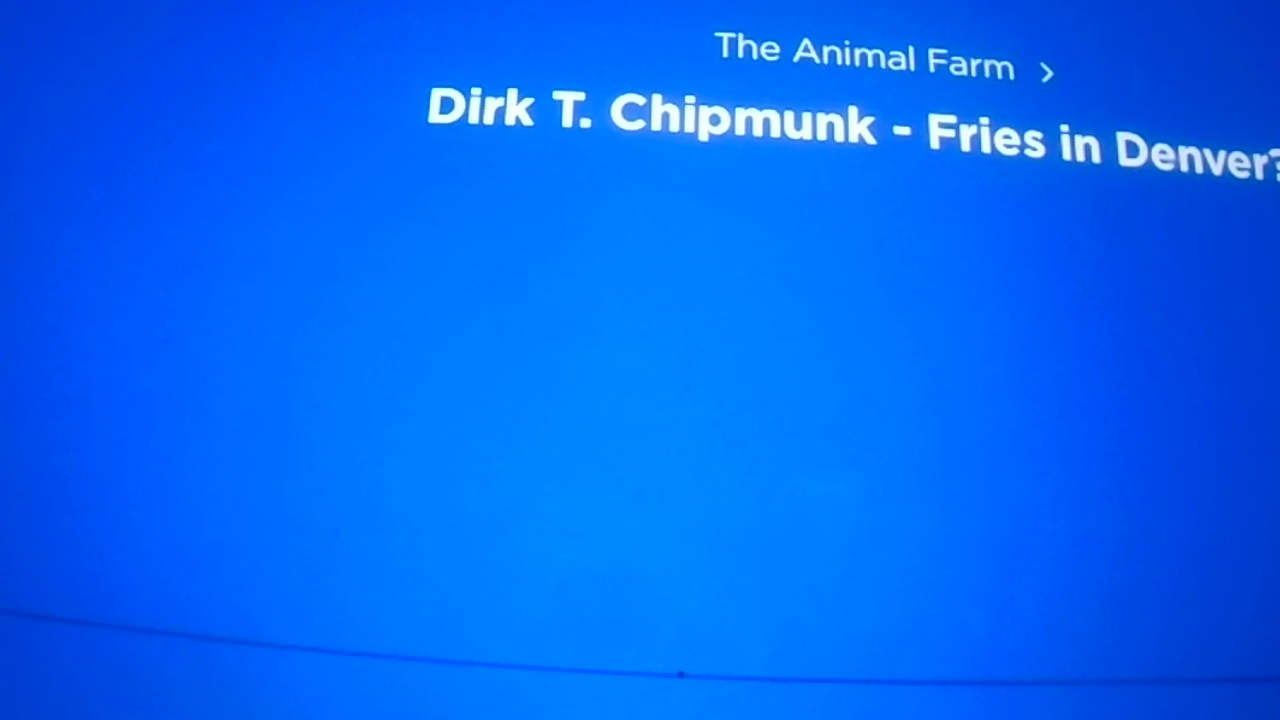 The Animal Farm >
Dirk T. Chipmunk - Fries in Denver?